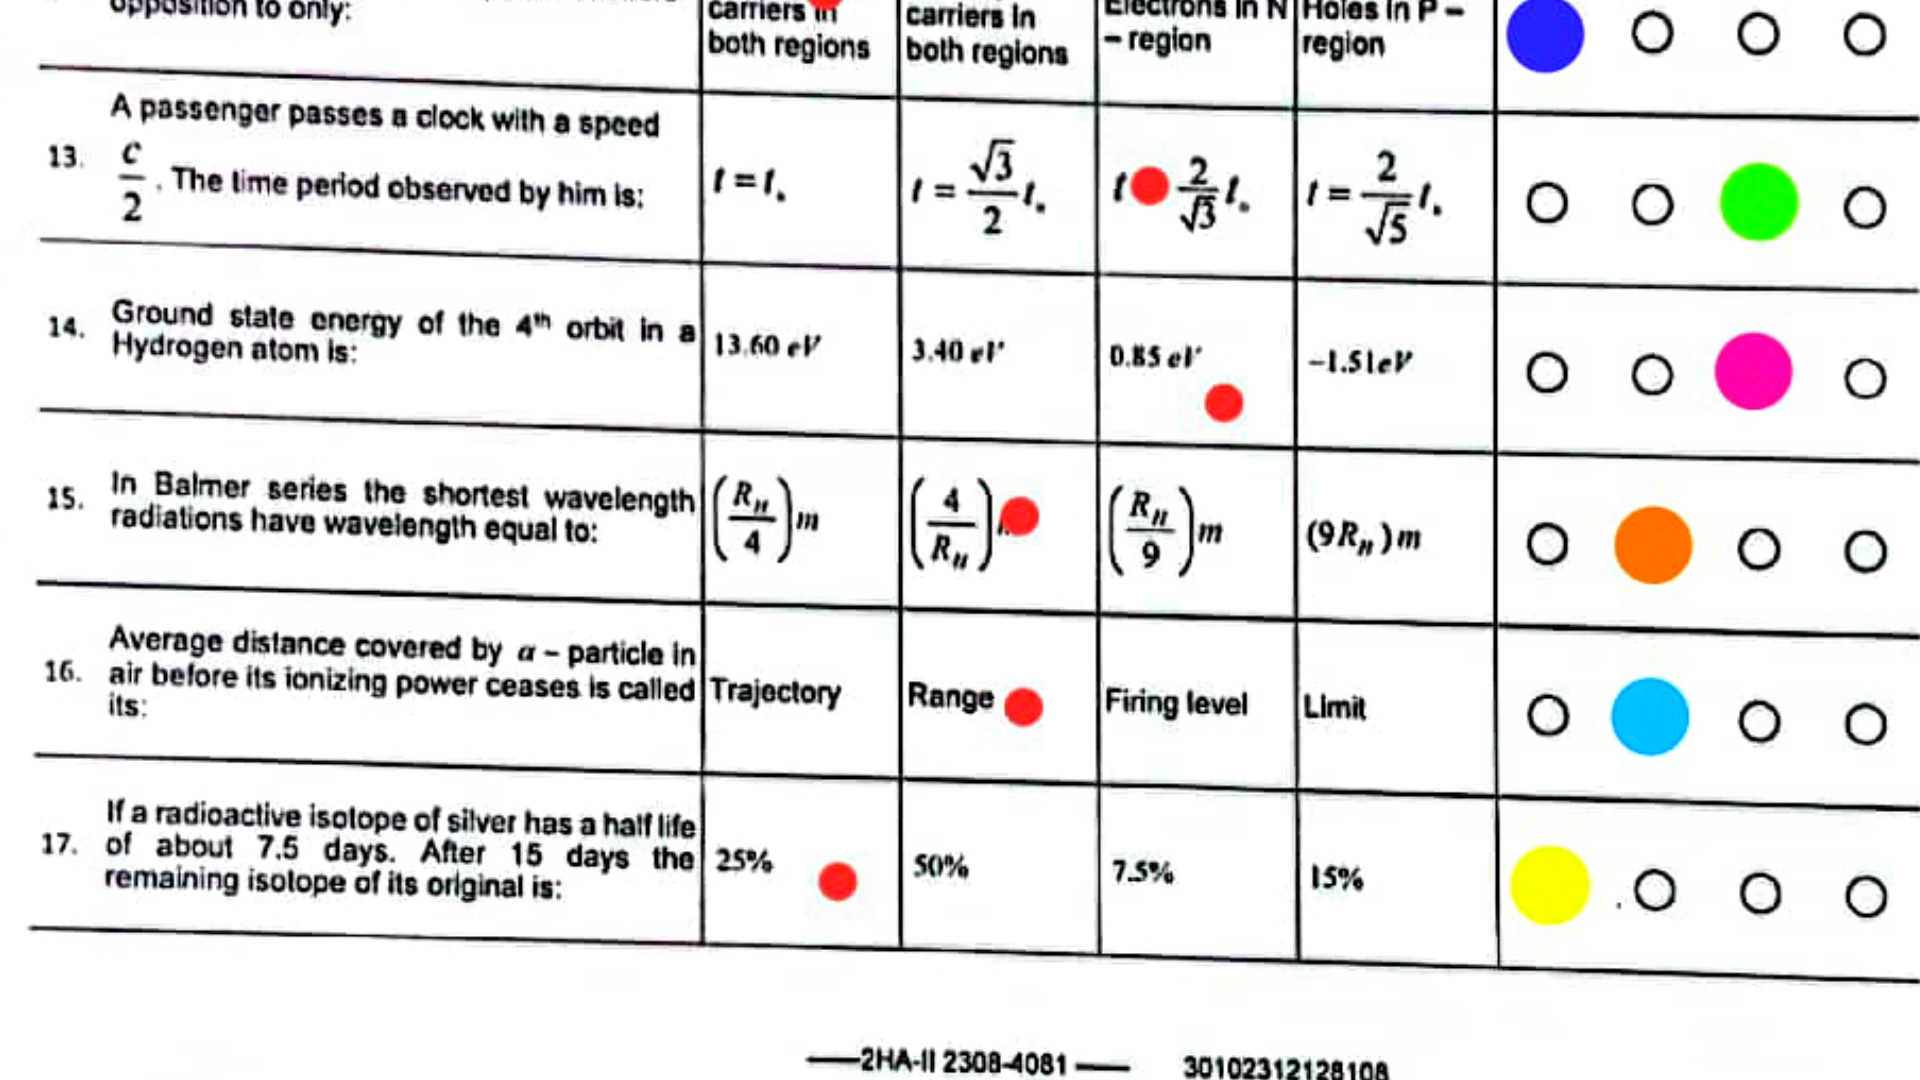 opposition to only:
carriers in
both regions
carriers in
both regions
Electrons in N
– region
Holes in P –
region
13. A passenger passes a clock with a speed
c/2 . The time period observed by him is:
t = t.
t = √3/2 t.
t 2/√3 t.
t = 2/√5 t.
14. Ground state energy of the 4th orbit in a
Hydrogen atom is:
13.60 eV
3.40 eV
0.85 eV
–1.51eV
15. In Balmer series the shortest wavelength
radiations have wavelength equal to:
(R_H/4)m
(4/R_H)
(R_H/9)m
(9R_H)m
16. Average distance covered by α – particle in
air before its ionizing power ceases is called
its:
Trajectory
Range
Firing level
Limit
17. If a radioactive isotope of silver has a half life
of about 7.5 days. After 15 days the
remaining isotope of its original is:
25%
50%
7.5%
15%
2HA-II 2308-4081
30102312128108